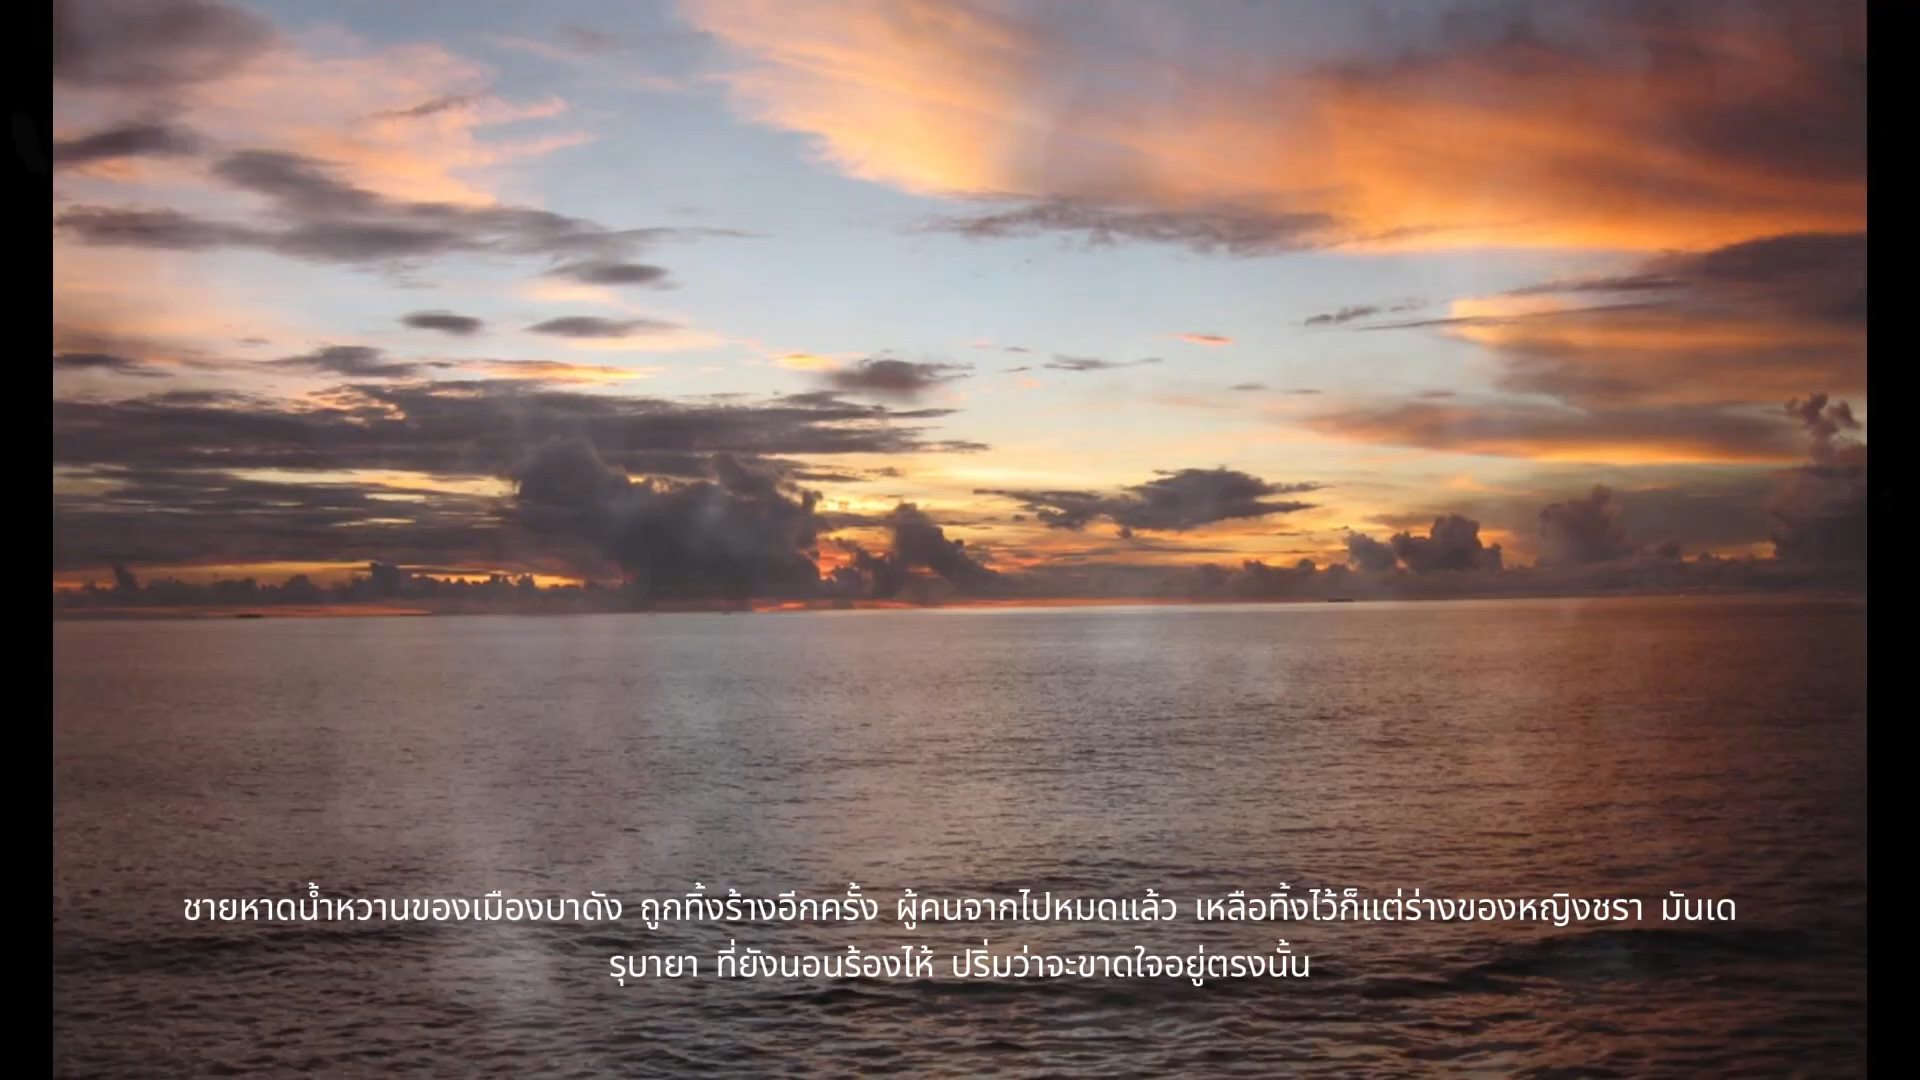 ชายหาดน้ำหวานของเมืองบาดัง ถูกทิ้งร้างอีกครั้ง ผู้คนจากไปหมดแล้ว เหลือทิ้งไว้ก็แต่ร่างของหญิงชรา มันเด
รุบายา ที่ยังนอนร้องไห้ ปริ่มว่าจะขาดใจอยู่ตรงนั้น